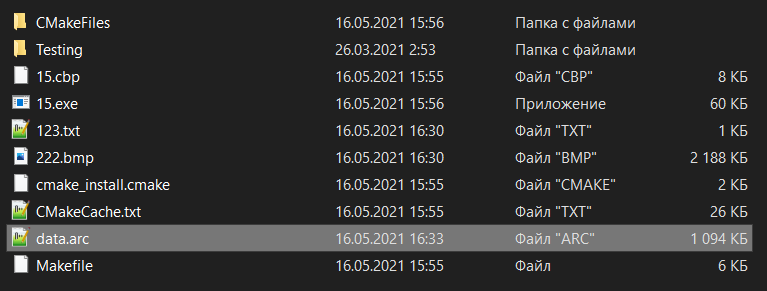 CMakeFiles 16.05.2021 15:56 Папка с файлами
Testing 26.03.2021 2:53 Папка с файлами
15.cbp 16.05.2021 15:55 Файл "CBP" 8 КБ
15.exe 16.05.2021 15:56 Приложение 60 КБ
123.txt 16.05.2021 16:30 Файл "TXT" 1 КБ
222.bmp 16.05.2021 16:30 Файл "BMP" 2 188 КБ
cmake_install.cmake 16.05.2021 15:55 Файл "CMAKE" 2 КБ
CMakeCache.txt 16.05.2021 15:55 Файл "TXT" 26 КБ
data.arc 16.05.2021 16:33 Файл "ARC" 1 094 КБ
Makefile 16.05.2021 15:55 Файл 6 КБ